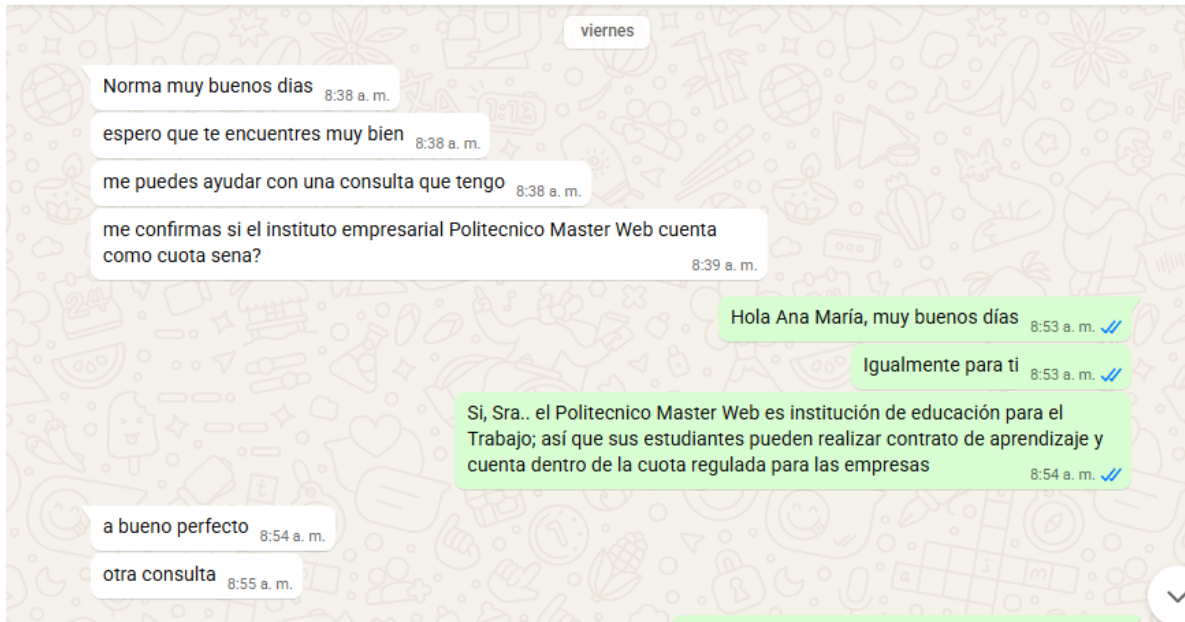 viernes
Norma muy buenos dias 8:38 a. m.
espero que te encuentres muy bien 8:38 a. m.
me puedes ayudar con una consulta que tengo 8:38 a. m.
me confirmas si el instituto empresarial Politecnico Master Web cuenta
como cuota sena?
8:39 a. m.
Hola Ana María, muy buenos días 8:53 a. m.
Igualmente para ti 8:53 a. m.
Si, Sra.. el Politecnico Master Web es institución de educación para el
Trabajo; así que sus estudiantes pueden realizar contrato de aprendizaje y
cuenta dentro de la cuota regulada para las empresas 8:54 a. m.
a bueno perfecto 8:54 a. m.
otra consulta 8:55 a. m.